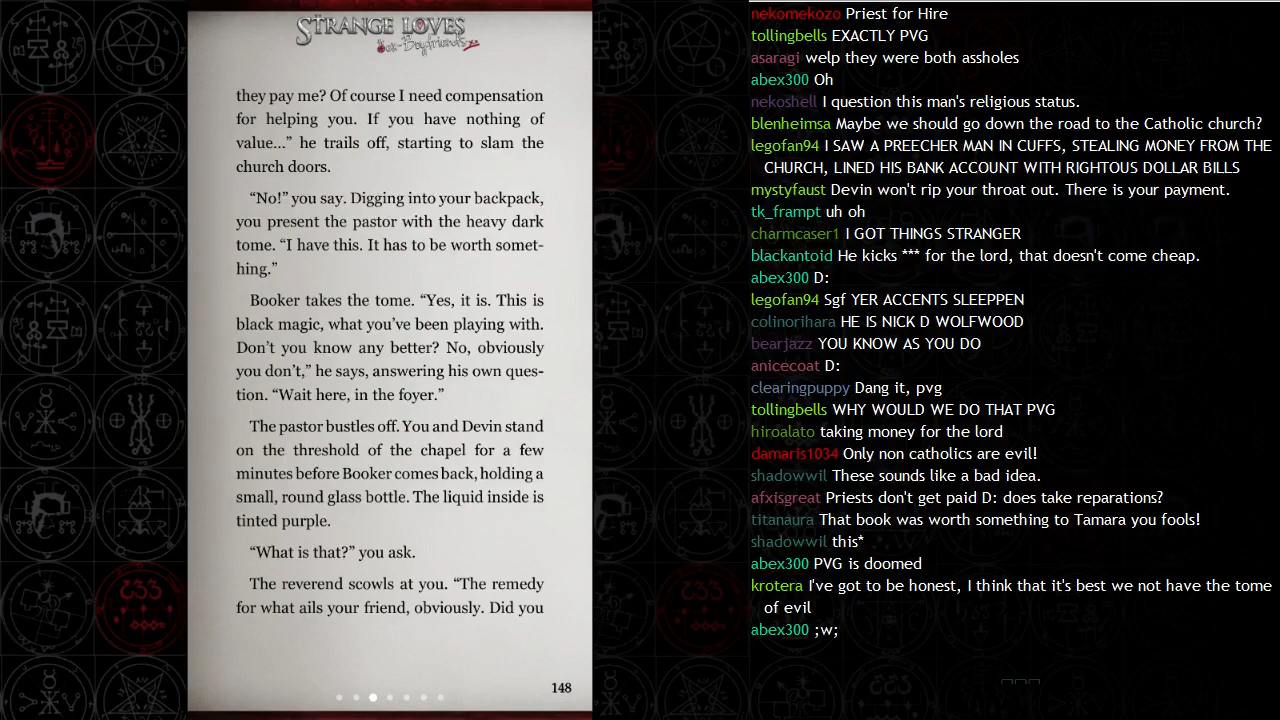 STRANGE LOVES
Vox-Boyfriends
they pay me? Of course I need compensation
for helping you. If you have nothing of
value...” he trails off, starting to slam the
church doors.
“No!” you say. Digging into your backpack,
you present the pastor with the heavy dark
tome. “I have this. It has to be worth somet-
hing.”
Booker takes the tome. “Yes, it is. This is
black magic, what you’ve been playing with.
Don’t you know any better? No, obviously
you don’t,” he says, answering his own ques-
tion. “Wait here, in the foyer.”
The pastor bustles off. You and Devin stand
on the threshold of the chapel for a few
minutes before Booker comes back, holding a
small, round glass bottle. The liquid inside is
tinted purple.
“What is that?” you ask.
The reverend scowls at you. “The remedy
for what ails your friend, obviously. Did you
148
nekomekozo Priest for Hire
tollingbells EXACTLY PVG
asaragi welp they were both assholes
abex300 Oh
nekoshell I question this man's religious status.
blenheimsa Maybe we should go down the road to the Catholic church?
legofan94 I SAW A PREECHER MAN IN CUFFS, STEALING MONEY FROM THE
CHURCH, LINED HIS BANK ACCOUNT WITH RIGHTOUS DOLLAR BILLS
mystyfaust Devin won't rip your throat out. There is your payment.
tk_frampt uh oh
charmcaser1 I GOT THINGS STRANGER
blackantoid He kicks *** for the lord, that doesn't come cheap.
abex300 D:
legofan94 Sgf YER ACCENTS SLEEPPEN
colinorihara HE IS NICK D WOLFWOOD
bearjazz YOU KNOW AS YOU DO
anicecoat D:
clearingpuppy Dang it, pvg
tollingbells WHY WOULD WE DO THAT PVG
hiroalato taking money for the lord
damaris1034 Only non catholics are evil!
shadowwil These sounds like a bad idea.
afxisgreat Priests don't get paid D: does take reparations?
titanaura That book was worth something to Tamara you fools!
shadowwil this*
abex300 PVG is doomed
krotera I've got to be honest, I think that it's best we not have the tome
of evil
abex300 ;w;